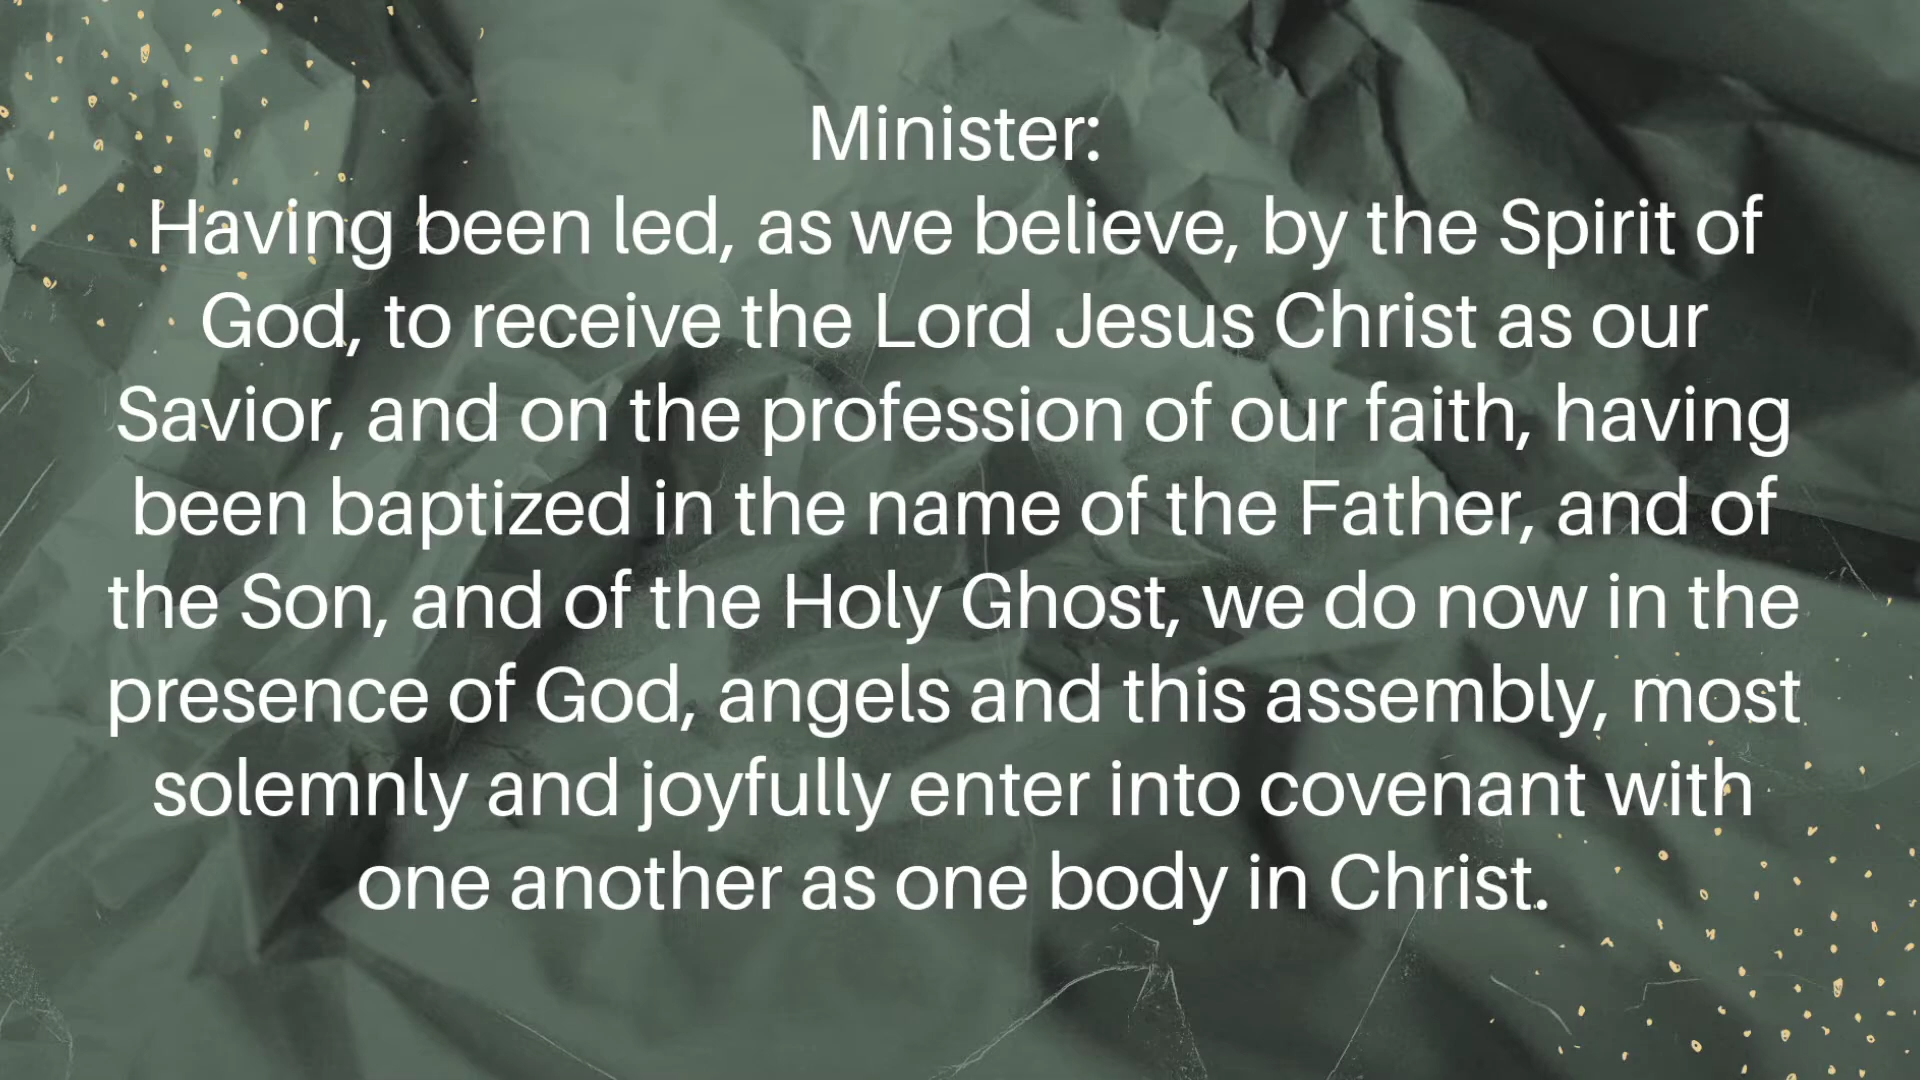 Minister:
Having been led, as we believe, by the Spirit of
God, to receive the Lord Jesus Christ as our
Savior, and on the profession of our faith, having
been baptized in the name of the Father, and of
the Son, and of the Holy Ghost, we do now in the
presence of God, angels and this assembly, most
solemnly and joyfully enter into covenant with
one another as one body in Christ.